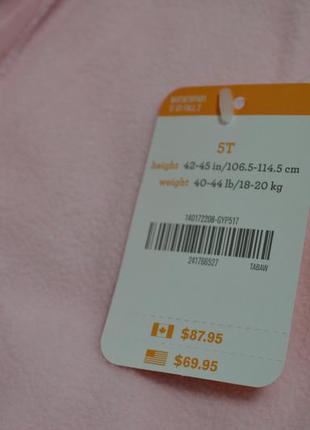 5T
height 42-45 in/106.5-114.5 cm
weight 40-44 lb/18-20 kg
140172208-GYP517
241766527 TABAW
$87.95
$69.95